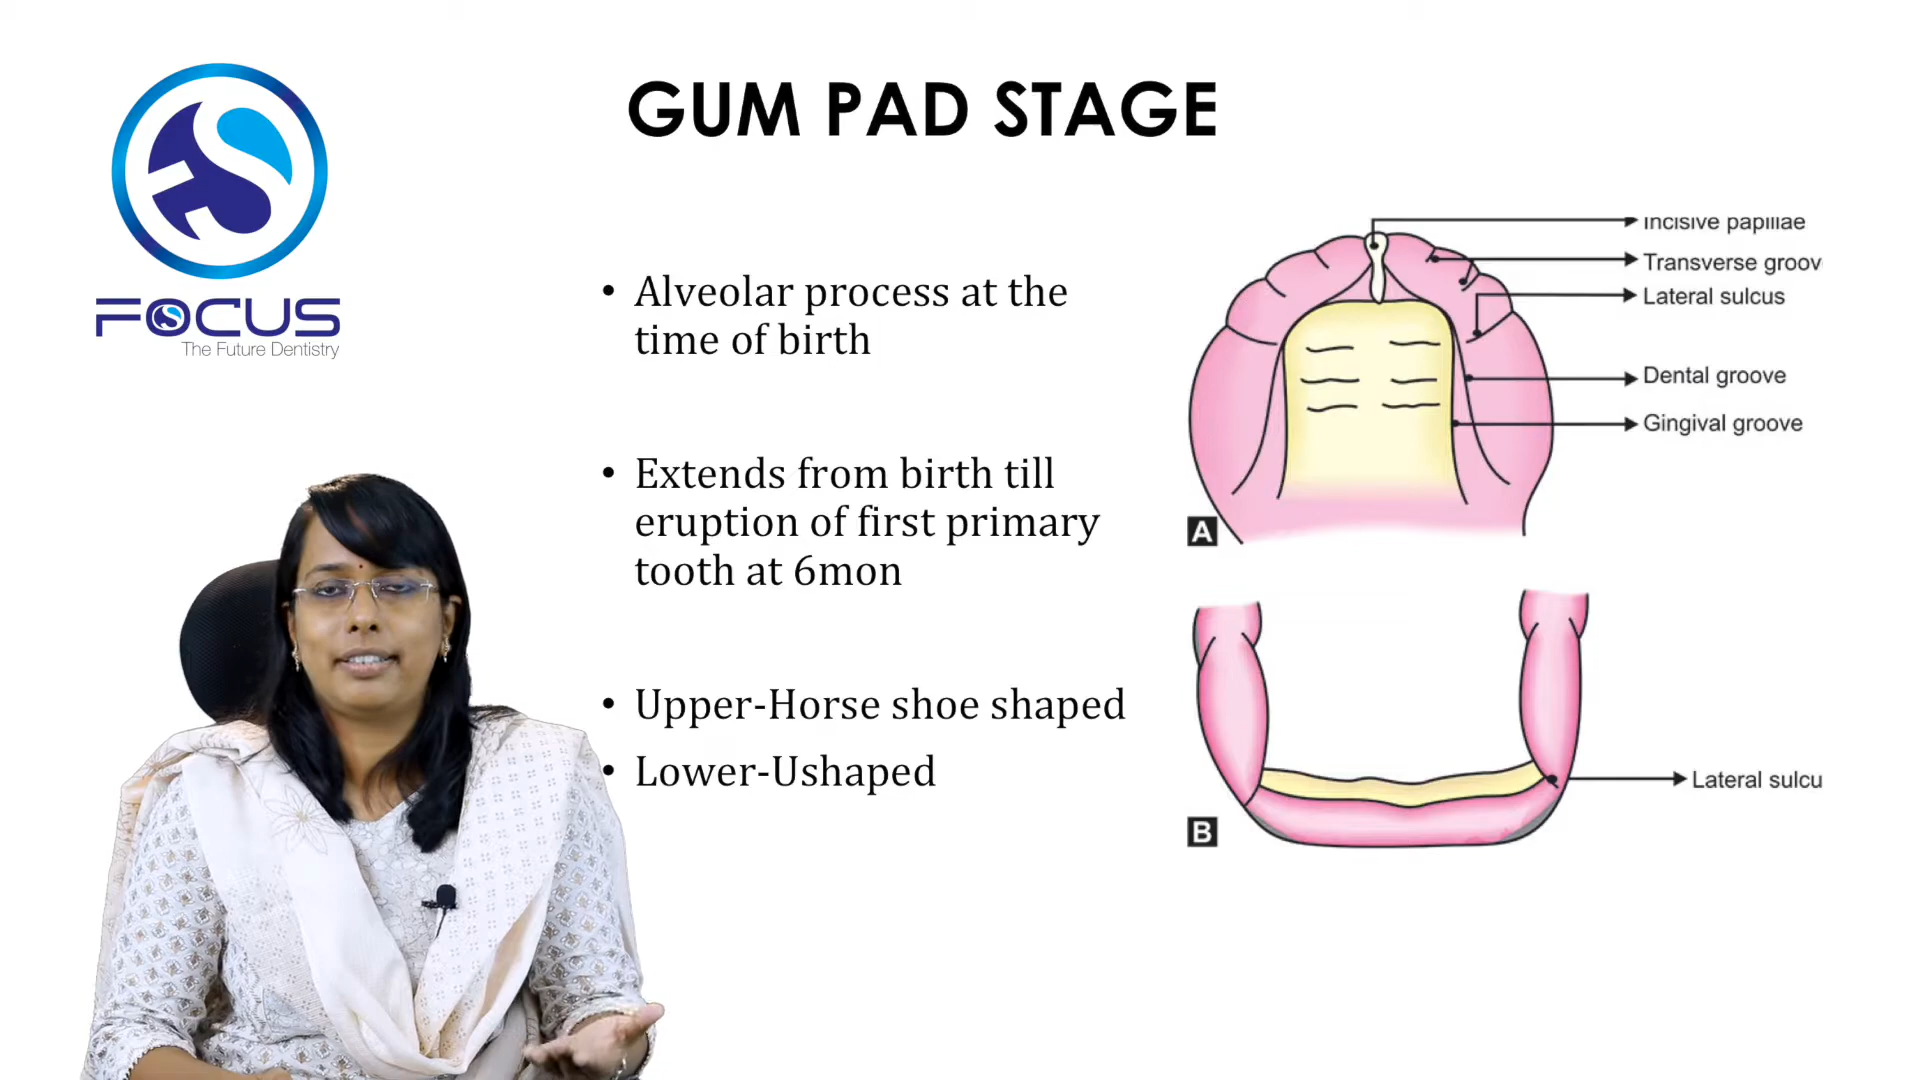 GUM PAD STAGE
FOCUS
The Future Dentistry
• Alveolar process at the
time of birth
• Extends from birth till
eruption of first primary
tooth at 6mon
• Upper-Horse shoe shaped
• Lower-Ushaped
Incisive papillae
Transverse groov
Lateral sulcus
Dental groove
Gingival groove
A
Lateral sulcu
B